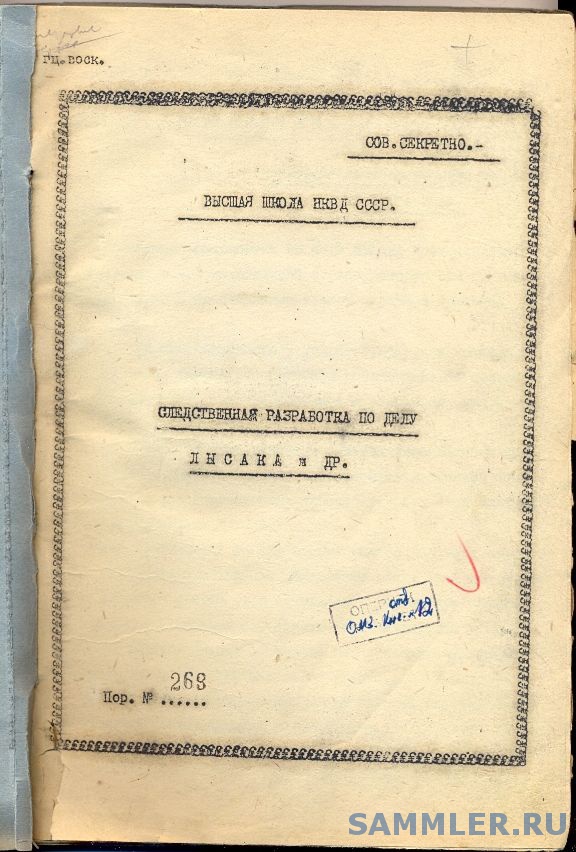 ГЦ.ВОСК.
СОВ.СЕКРЕТНО.-
ВЫСШАЯ ШКОЛА НКВД СССР.
СЛЕДСТВЕННАЯ РАЗРАБОТКА ПО ДЕЛУ
ЛЫСАКА и ДР.
Пор. № 263
SAMMLER.RU